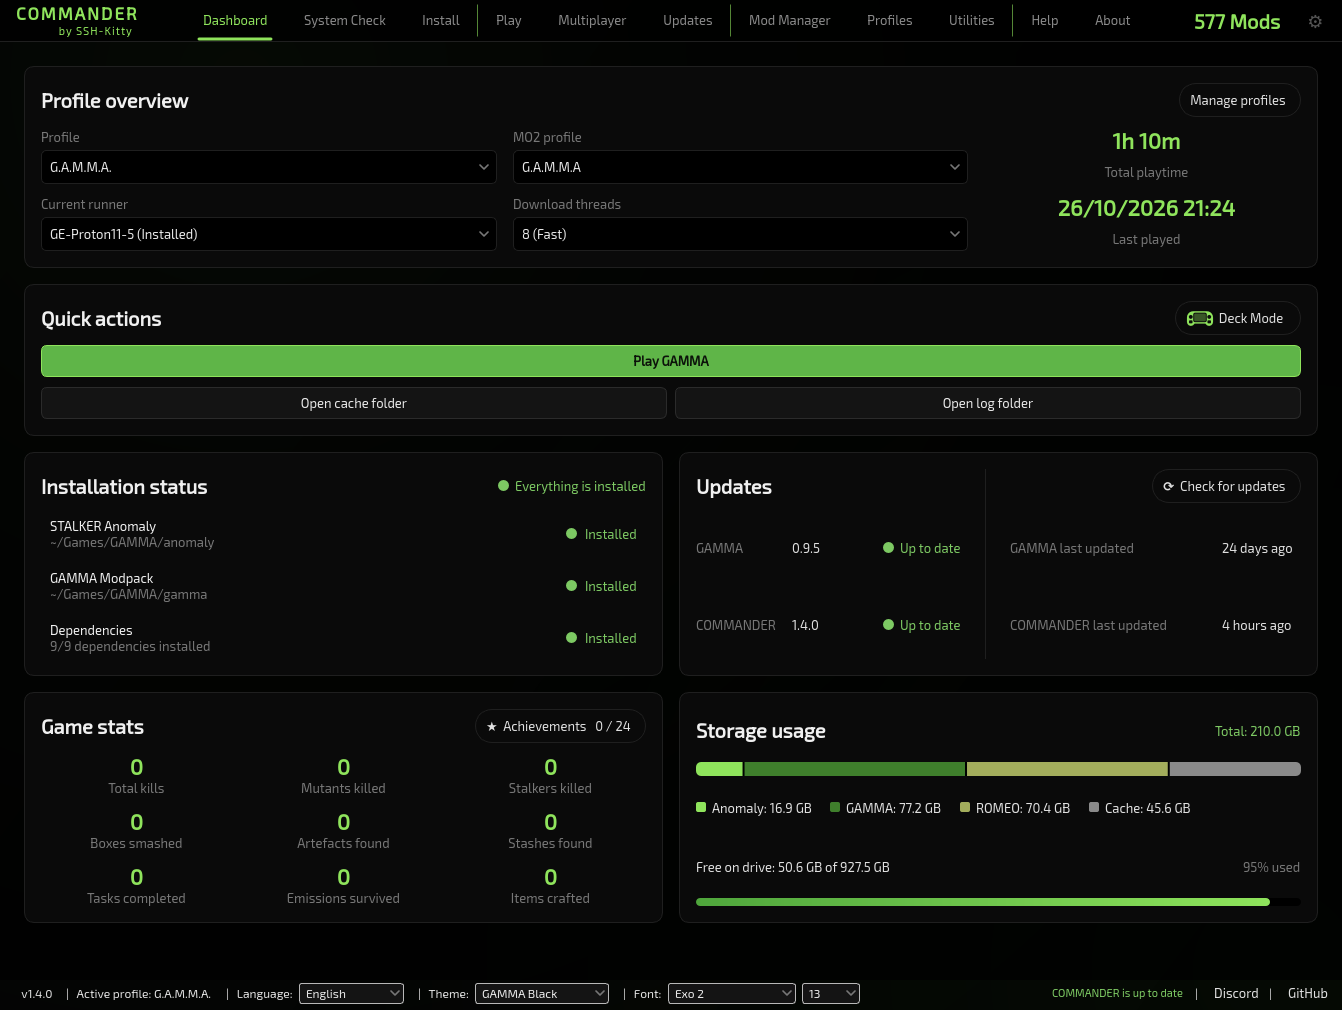 COMMANDER
by SSH-Kitty
Dashboard System Check Install Play Multiplayer Updates Mod Manager Profiles Utilities Help About 577 Mods
Profile overview Manage profiles
Profile MO2 profile 1h 10m
G.A.M.M.A. G.A.M.M.A Total playtime
Current runner Download threads 26/10/2026 21:24
GE-Proton11-5 (Installed) 8 (Fast) Last played
Quick actions Deck Mode
Play GAMMA
Open cache folder Open log folder
Installation status Everything is installed
STALKER Anomaly
~/Games/GAMMA/anomaly Installed
GAMMA Modpack
~/Games/GAMMA/gamma Installed
Dependencies
9/9 dependencies installed Installed
Updates ⟳ Check for updates
GAMMA 0.9.5 Up to date GAMMA last updated 24 days ago
COMMANDER 1.4.0 Up to date COMMANDER last updated 4 hours ago
Game stats ★ Achievements 0 / 24
0 0 0
Total kills Mutants killed Stalkers killed
0 0 0
Boxes smashed Artefacts found Stashes found
0 0 0
Tasks completed Emissions survived Items crafted
Storage usage Total: 210.0 GB
Anomaly: 16.9 GB GAMMA: 77.2 GB ROMEO: 70.4 GB Cache: 45.6 GB
Free on drive: 50.6 GB of 927.5 GB 95% used
v1.4.0 | Active profile: G.A.M.M.A. | Language: English | Theme: GAMMA Black | Font: Exo 2 13 COMMANDER is up to date | Discord | GitHub